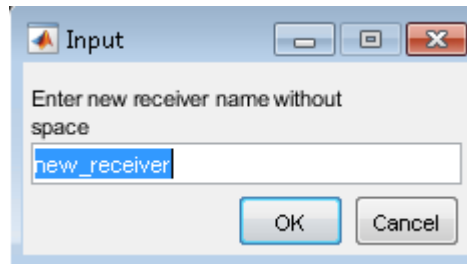 Input
Enter new receiver name without
space
new_receiver
OK Cancel